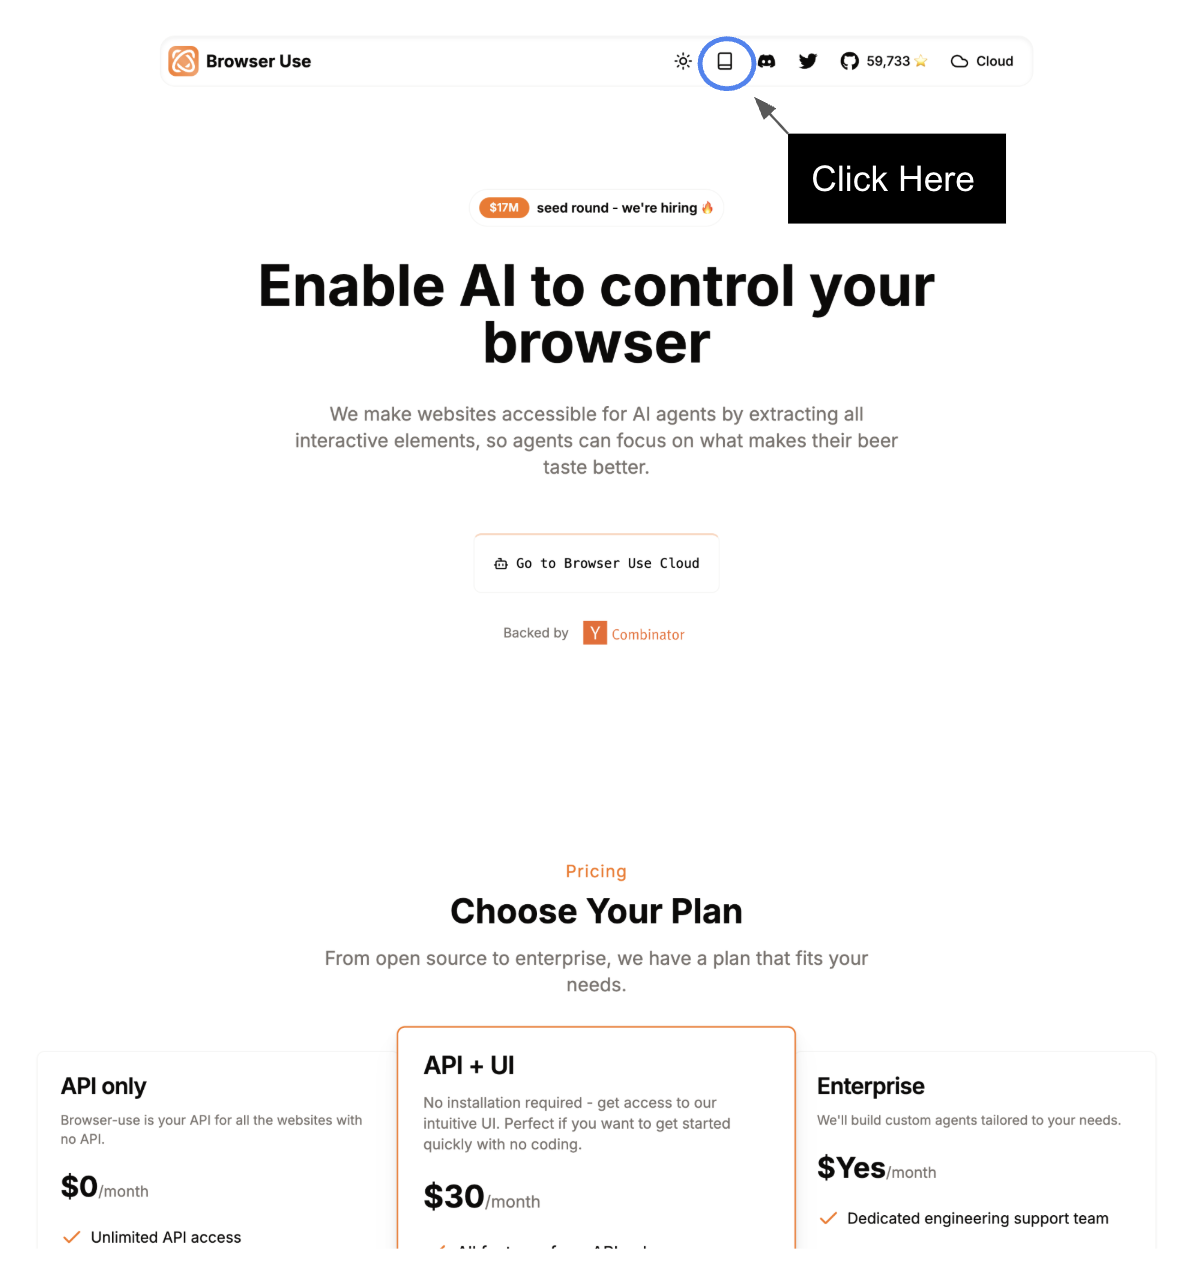 Browser Use
59,733
Cloud
Click Here
$17M seed round - we're hiring
Enable AI to control your
browser
We make websites accessible for AI agents by extracting all
interactive elements, so agents can focus on what makes their beer
taste better.
Go to Browser Use Cloud
Backed by Y Combinator
Pricing
Choose Your Plan
From open source to enterprise, we have a plan that fits your
needs.
API only
Browser-use is your API for all the websites with
no API.
$0/month
Unlimited API access
API + UI
No installation required - get access to our
intuitive UI. Perfect if you want to get started
quickly with no coding.
$30/month
Enterprise
We'll build custom agents tailored to your needs.
$Yes/month
Dedicated engineering support team